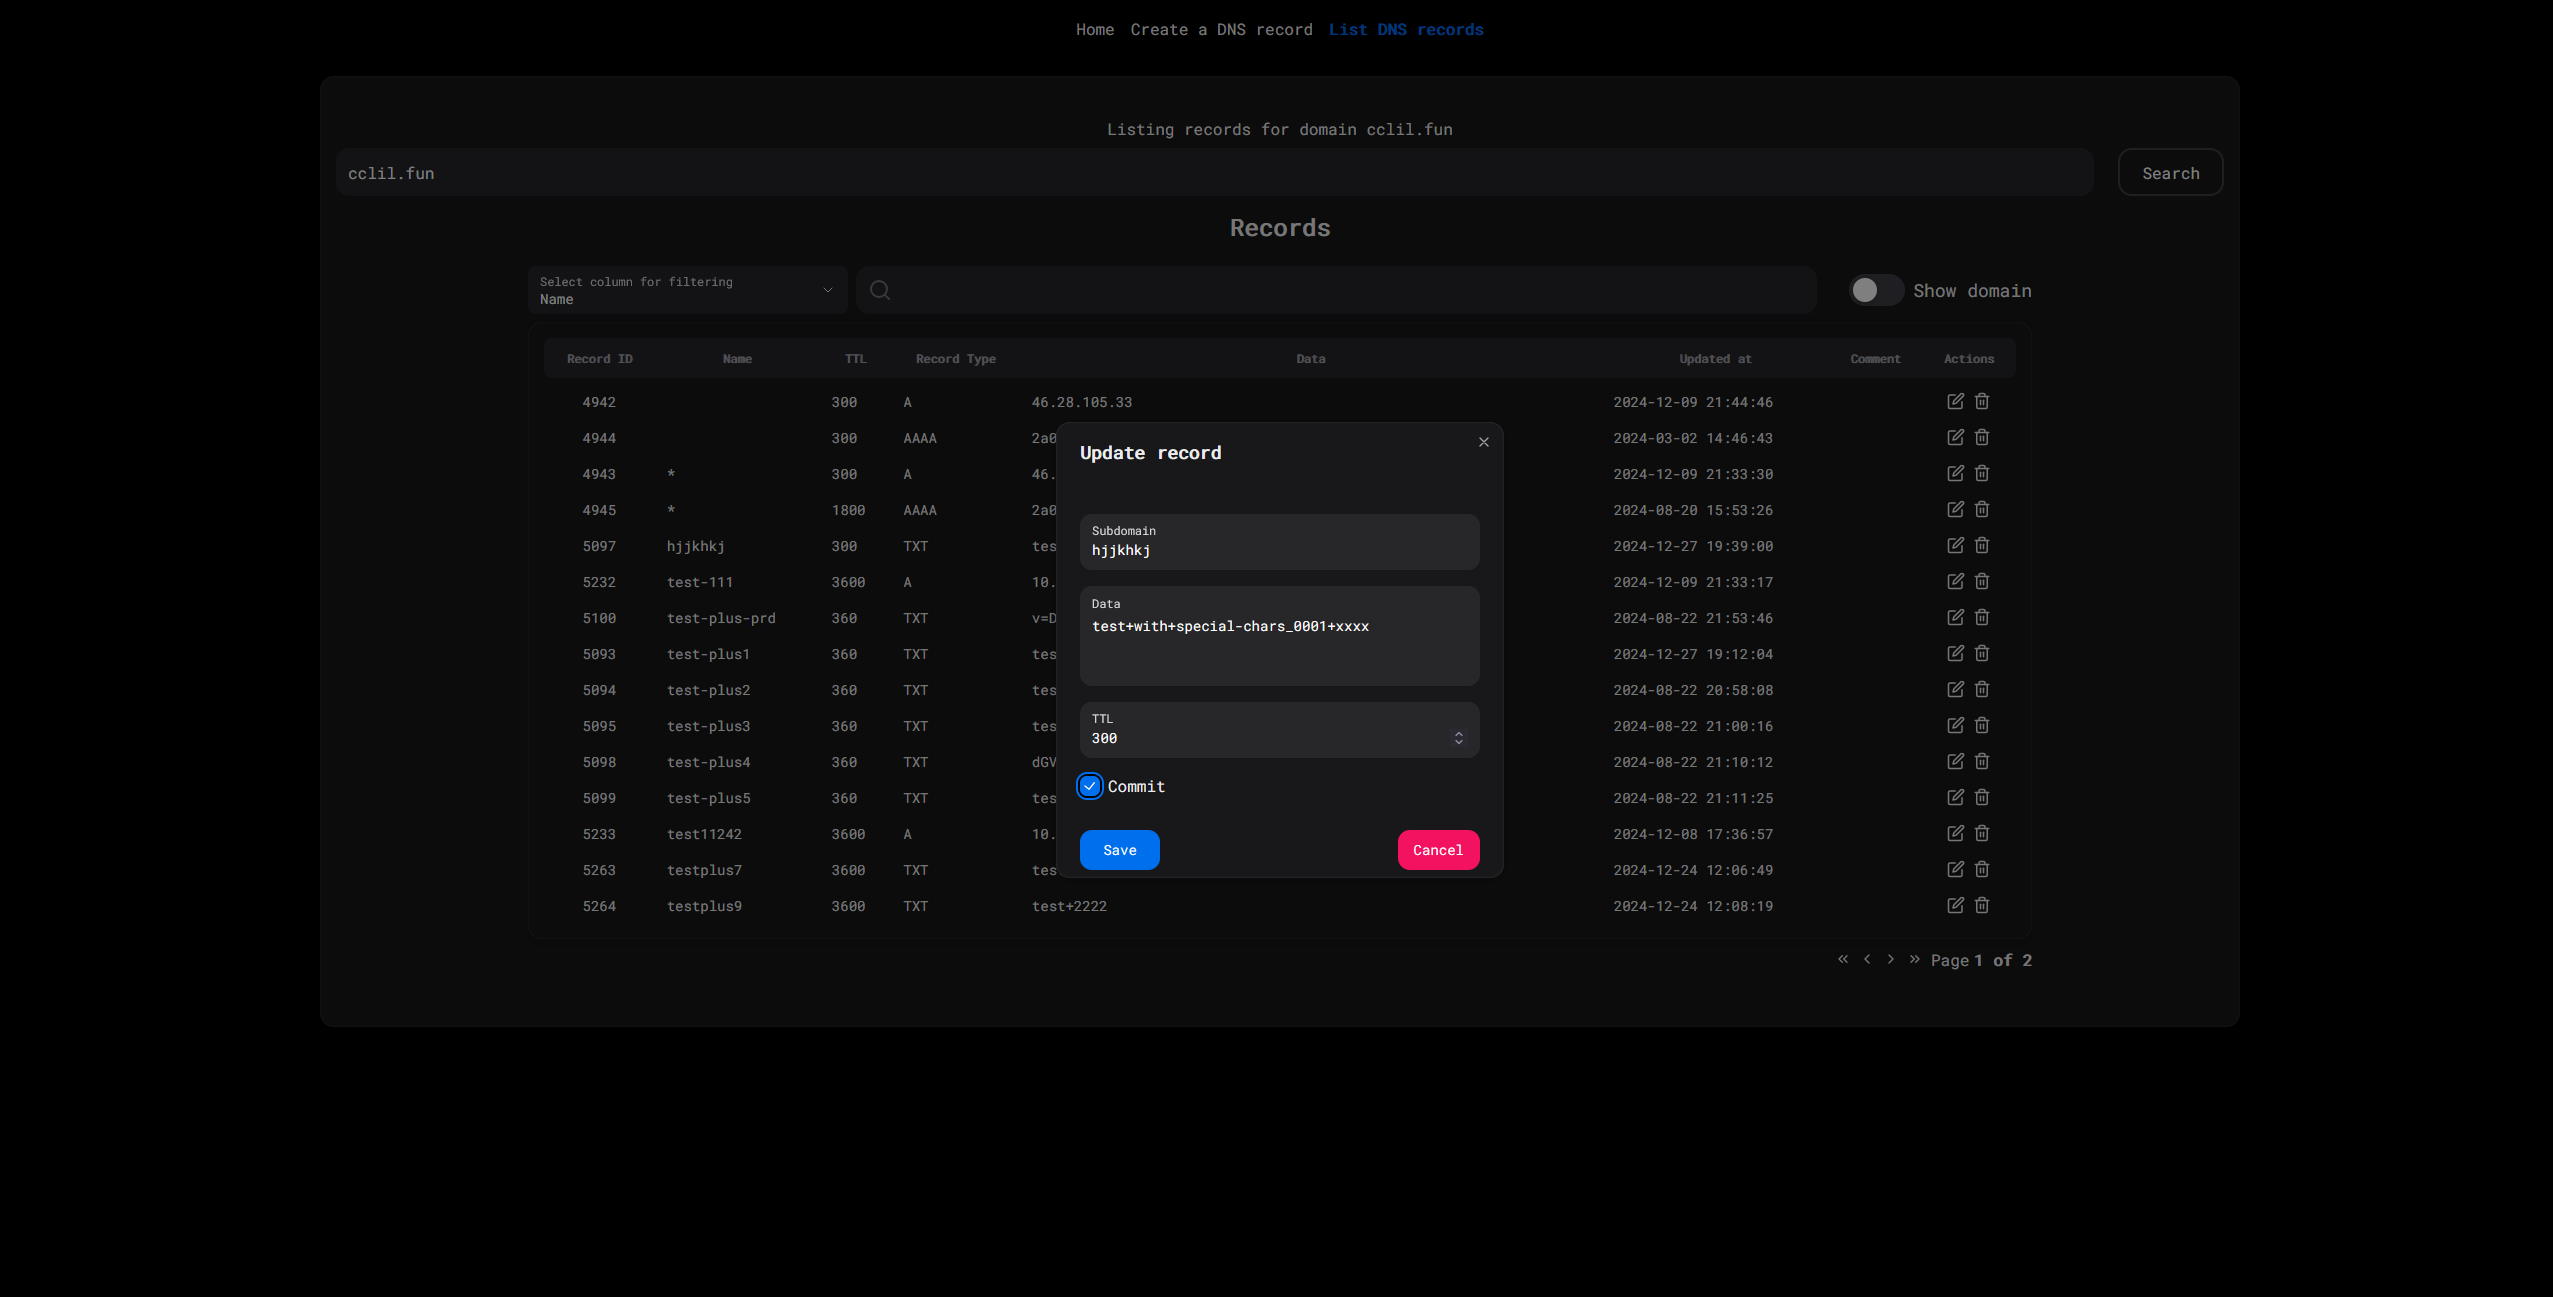 Home Create a DNS record List DNS records
Listing records for domain cclil.fun
cclil.fun Search
Records
Select column for filtering
Name
Show domain
Record ID Name TTL Record Type Data Updated at Comment Actions
4942 300 A 46.28.105.33 2024-12-09 21:44:46
4944 300 AAAA 2a0 2024-03-02 14:46:43
4943 * 300 A 46. 2024-12-09 21:33:30
4945 * 1800 AAAA 2a0 2024-08-20 15:53:26
5097 hjjkhkj 300 TXT tes 2024-12-27 19:39:00
5232 test-111 3600 A 10. 2024-12-09 21:33:17
5100 test-plus-prd 360 TXT v=D 2024-08-22 21:53:46
5093 test-plus1 360 TXT tes 2024-12-27 19:12:04
5094 test-plus2 360 TXT tes 2024-08-22 20:58:08
5095 test-plus3 360 TXT tes 2024-08-22 21:00:16
5098 test-plus4 360 TXT dGV 2024-08-22 21:10:12
5099 test-plus5 360 TXT tes 2024-08-22 21:11:25
5233 test11242 3600 A 10. 2024-12-08 17:36:57
5263 testplus7 3600 TXT tes 2024-12-24 12:06:49
5264 testplus9 3600 TXT test+2222 2024-12-24 12:08:19
« ‹ › » Page 1 of 2
Update record
Subdomain
hjjkhkj
Data
test+with+special-chars_0001+xxxx
TTL
300
Commit
Save Cancel